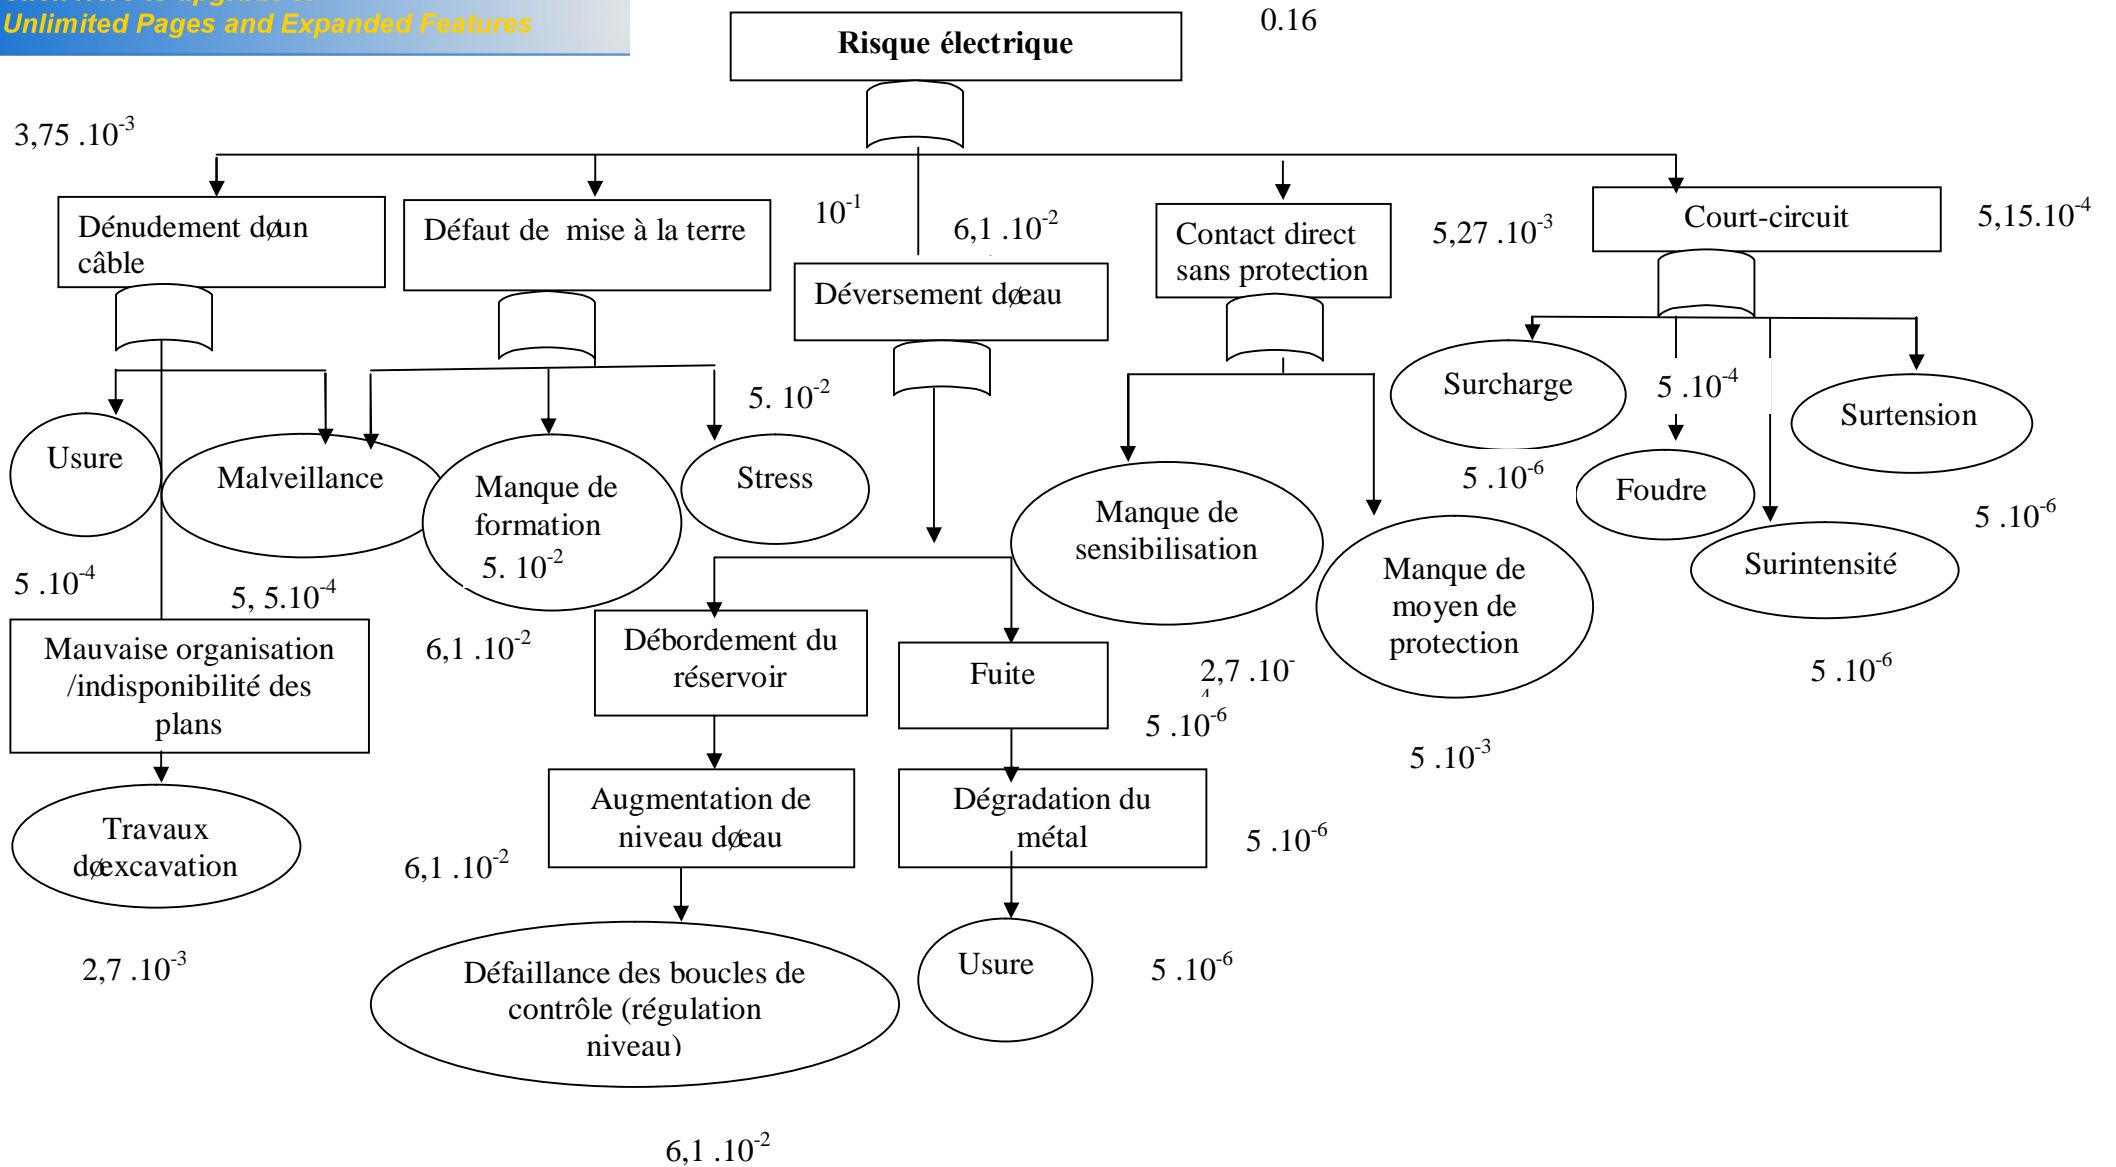 Unlimited Pages and Expanded Features
Risque électrique
0.16
3,75 .10-3
Dénudement døun
câble
Défaut de mise à la terre
10-1
6,1 .10-2
Déversement døeau
Contact direct
sans protection
5,27 .10-3
Court-circuit
5,15.10-4
Usure
Malveillance
Manque de
formation
5. 10-2
5. 10-2
Stress
Surcharge
5 .10-4
Surtension
5 .10-6
Foudre
5 .10-6
Manque de
sensibilisation
Manque de
moyen de
protection
Surintensité
5 .10-4
5, 5.10-4
5 .10-6
Mauvaise organisation
/indisponibilité des
plans
6,1 .10-2
Débordement du
réservoir
Fuite
2,7 .10-
5 .10-6
5 .10-3
Travaux
døexcavation
Augmentation de
niveau døeau
Dégradation du
métal
5 .10-6
6,1 .10-2
2,7 .10-3
Défaillance des boucles de
contrôle (régulation
niveau)
Usure
5 .10-6
6,1 .10-2